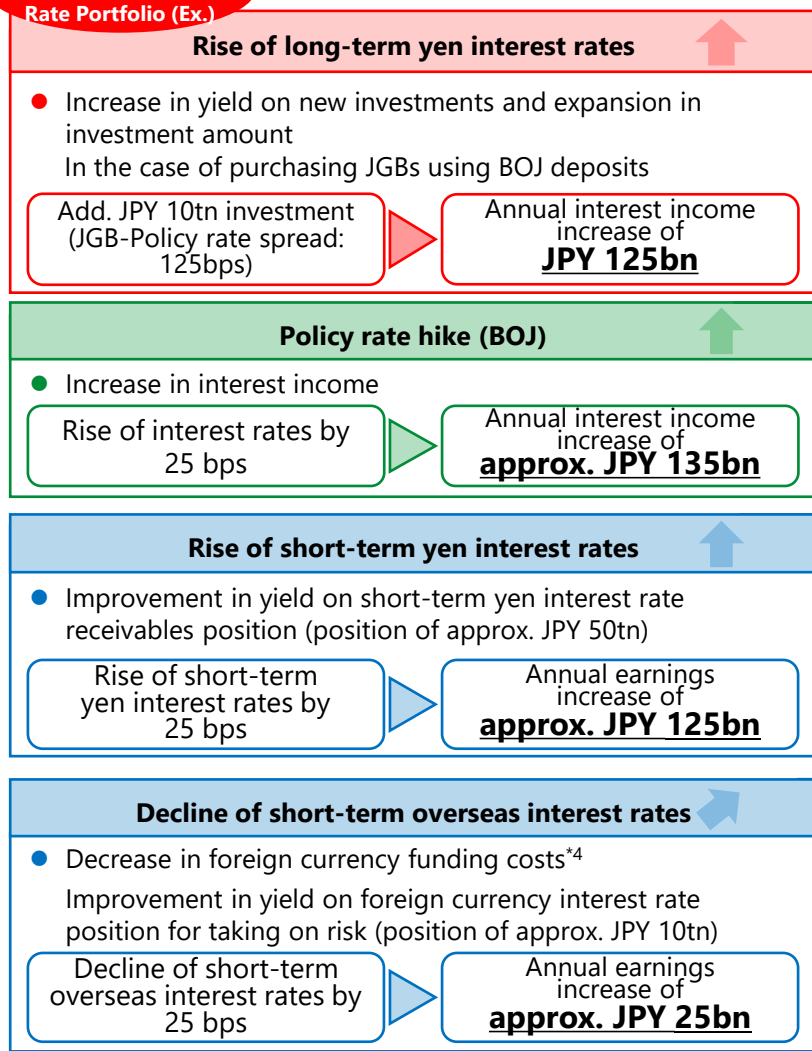 Rate Portfolio (Ex.)
Rise of long-term yen interest rates
● Increase in yield on new investments and expansion in
investment amount
In the case of purchasing JGBs using BOJ deposits
Add. JPY 10tn investment
(JGB-Policy rate spread:
125bps)
Annual interest income
increase of
JPY 125bn
Policy rate hike (BOJ)
● Increase in interest income
Rise of interest rates by
25 bps
Annual interest income
increase of
approx. JPY 135bn
Rise of short-term yen interest rates
● Improvement in yield on short-term yen interest rate
receivables position (position of approx. JPY 50tn)
Rise of short-term
yen interest rates by
25 bps
Annual earnings
increase of
approx. JPY 125bn
Decline of short-term overseas interest rates
● Decrease in foreign currency funding costs*4
Improvement in yield on foreign currency interest rate
position for taking on risk (position of approx. JPY 10tn)
Decline of short-term
overseas interest rates by
25 bps
Annual earnings
increase of
approx. JPY 25bn